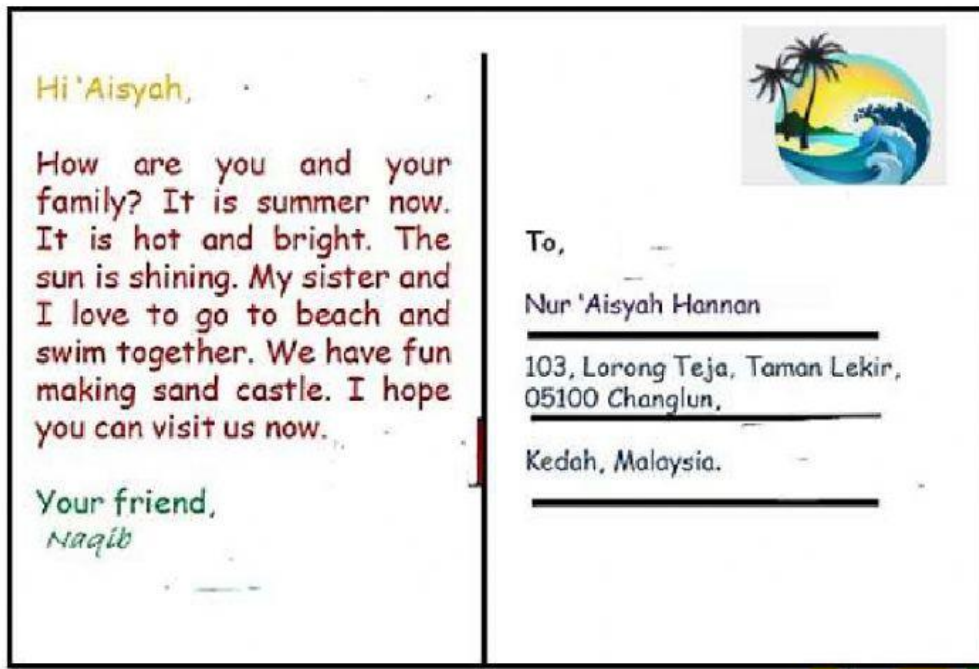 Hi 'Aisyah,
How are you and your
family? It is summer now.
It is hot and bright. The
sun is shining. My sister and
I love to go to beach and
swim together. We have fun
making sand castle. I hope
you can visit us now.
Your friend,
Naqib
To,
Nur 'Aisyah Hannan
103, Lorong Teja, Taman Lekir,
05100 Changlun,
Kedah, Malaysia.